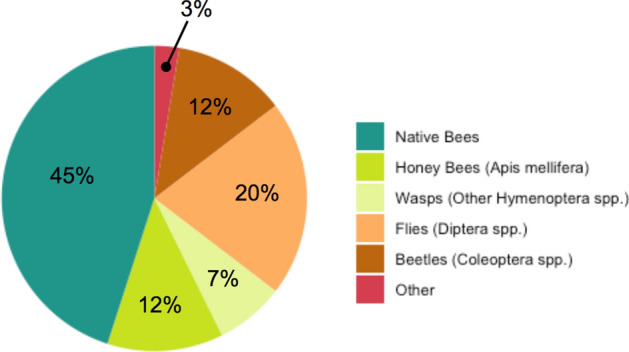 3%
12%
45%
20%
7%
12%
Native Bees
Honey Bees (Apis mellifera)
Wasps (Other Hymenoptera spp.)
Flies (Diptera spp.)
Beetles (Coleoptera spp.)
Other